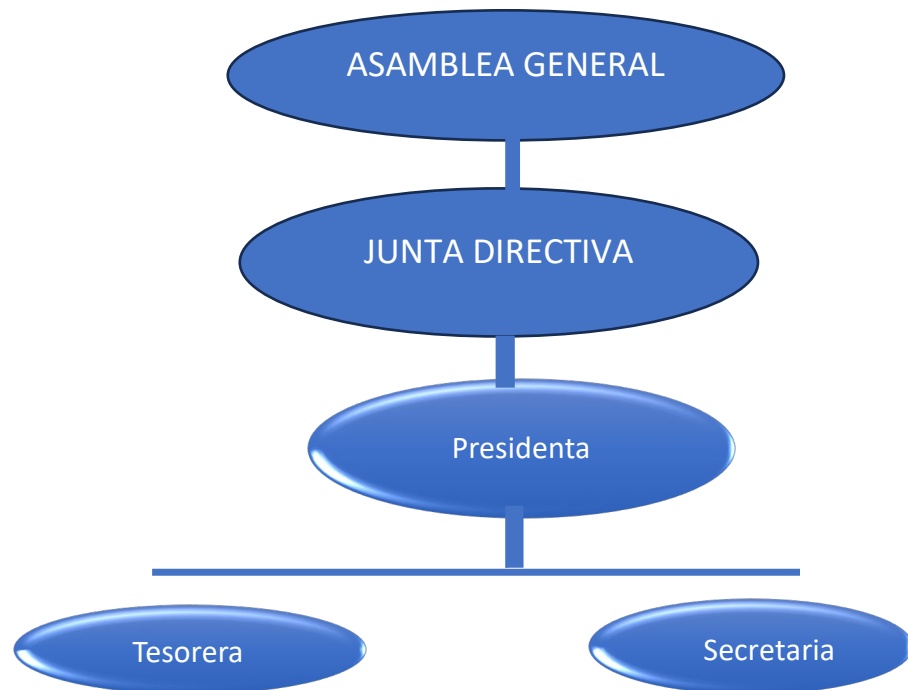 ASAMBLEA GENERAL
JUNTA DIRECTIVA
Presidenta
Tesorera
Secretaria